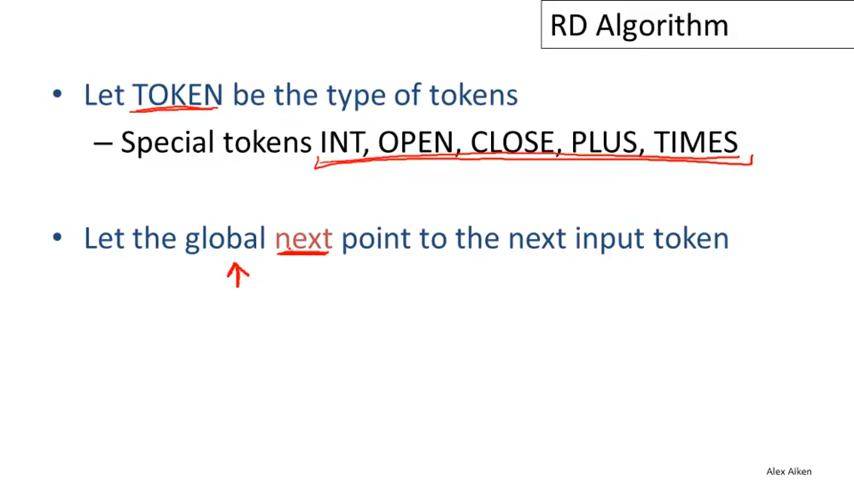 RD Algorithm
• Let TOKEN be the type of tokens
– Special tokens INT, OPEN, CLOSE, PLUS, TIMES
• Let the global next point to the next input token
Alex Aiken